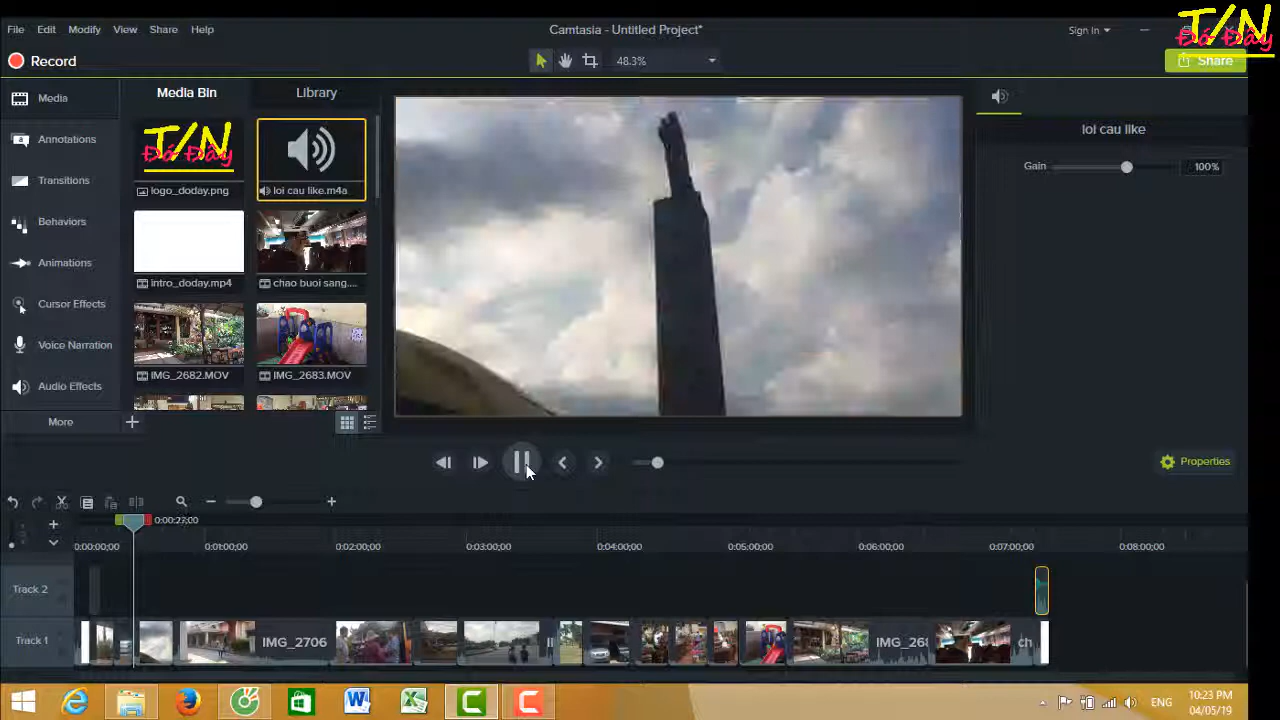 File Edit Modify View Share Help
Camtasia - Untitled Project*
Sign In
T/N
Đó Đây
Record
48.3%
Share
Media
Annotations
Transitions
Behaviors
Animations
Cursor Effects
Voice Narration
Audio Effects
More
Media Bin
Library
T/N
Đó Đây
logo_doday.png
loi cau like.m4a
intro_doday.mp4
chao buoi sang....
IMG_2682.MOV
IMG_2683.MOV
loi cau like
Gain
100%
Properties
0:00:27;00
0:00:00;00
0:01:00;00
0:02:00;00
0:03:00;00
0:04:00;00
0:05:00;00
0:06:00;00
0:07:00;00
0:08:00;00
Track 2
Track 1
IMG_2706
IMG_268
ch
ENG
10:23 PM
04/05/19